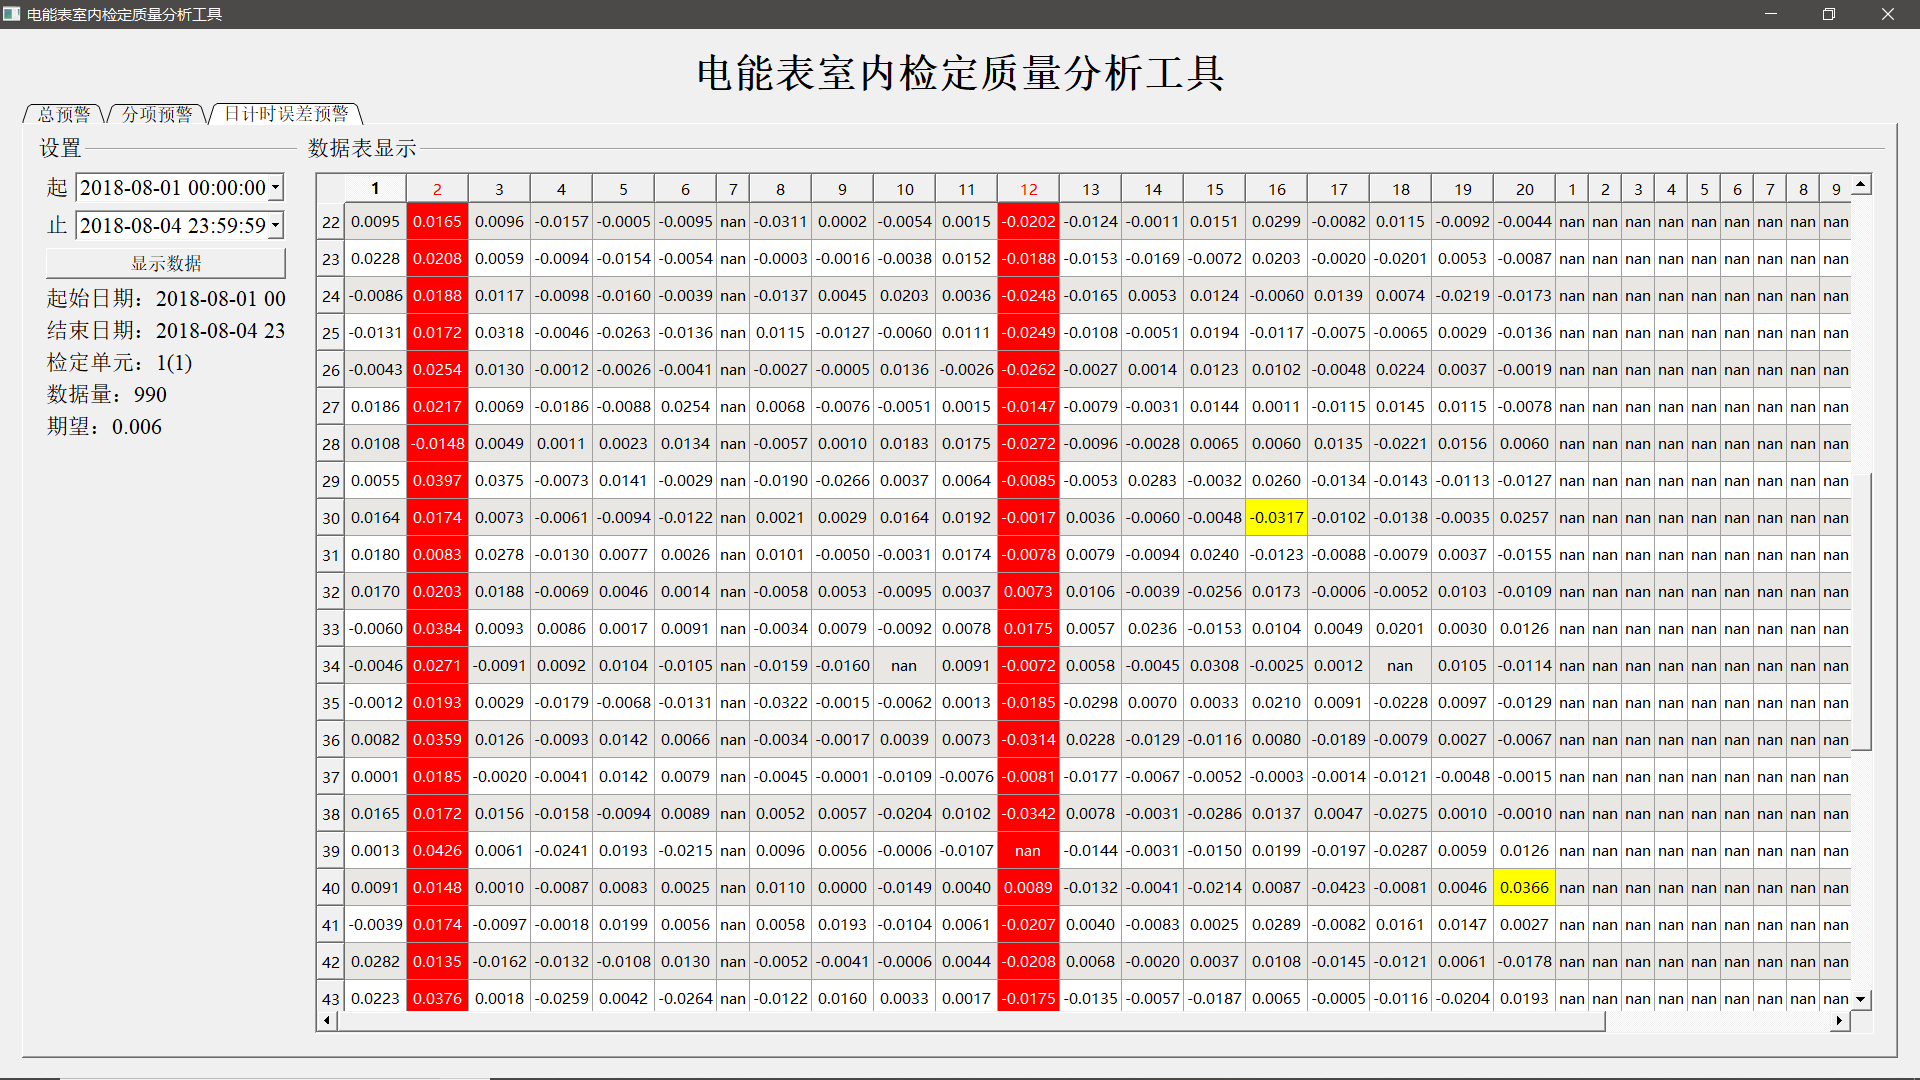 电能表室内检定质量分析工具
电能表室内检定质量分析工具
总预警 分项预警 日计时误差预警
设置
起 2018-08-01 00:00:00
止 2018-08-04 23:59:59
显示数据
起始日期：2018-08-01 00
结束日期：2018-08-04 23
检定单元：1(1)
数据量：990
期望：0.006
数据表显示
1 2 3 4 5 6 7 8 9 10 11 12 13 14 15 16 17 18 19 20 1 2 3 4 5 6 7 8 9
22 0.0095 0.0165 0.0096 -0.0157 -0.0005 -0.0095 nan -0.0311 0.0002 -0.0054 0.0015 -0.0202 -0.0124 -0.0011 0.0151 0.0299 -0.0082 0.0115 -0.0092 -0.0044 nan nan nan nan nan nan nan nan nan
23 0.0228 0.0208 0.0059 -0.0094 -0.0154 -0.0054 nan -0.0003 -0.0016 -0.0038 0.0152 -0.0188 -0.0153 -0.0169 -0.0072 0.0203 -0.0020 -0.0201 0.0053 -0.0087 nan nan nan nan nan nan nan nan nan
24 -0.0086 0.0188 0.0117 -0.0098 -0.0160 -0.0039 nan -0.0137 0.0045 0.0203 0.0036 -0.0248 -0.0165 0.0053 0.0124 -0.0060 0.0139 0.0074 -0.0219 -0.0173 nan nan nan nan nan nan nan nan nan
25 -0.0131 0.0172 0.0318 -0.0046 -0.0263 -0.0136 nan 0.0115 -0.0127 -0.0060 0.0111 -0.0249 -0.0108 -0.0051 0.0194 -0.0117 -0.0075 -0.0065 0.0029 -0.0136 nan nan nan nan nan nan nan nan nan
26 -0.0043 0.0254 0.0130 -0.0012 -0.0026 -0.0041 nan -0.0027 -0.0005 0.0136 -0.0026 -0.0262 -0.0027 0.0014 0.0123 0.0102 -0.0048 0.0224 0.0037 -0.0019 nan nan nan nan nan nan nan nan nan
27 0.0186 0.0217 0.0069 -0.0186 -0.0088 0.0254 nan 0.0068 -0.0076 -0.0051 0.0015 -0.0147 -0.0079 -0.0031 0.0144 0.0011 -0.0115 0.0145 0.0115 -0.0078 nan nan nan nan nan nan nan nan nan
28 0.0108 -0.0148 0.0049 0.0011 0.0023 0.0134 nan -0.0057 0.0010 0.0183 0.0175 -0.0272 -0.0096 -0.0028 0.0065 0.0060 0.0135 -0.0221 0.0156 0.0060 nan nan nan nan nan nan nan nan nan
29 0.0055 0.0397 0.0375 -0.0073 0.0141 -0.0029 nan -0.0190 -0.0266 0.0037 0.0064 -0.0085 -0.0053 0.0283 -0.0032 0.0260 -0.0134 -0.0143 -0.0113 -0.0127 nan nan nan nan nan nan nan nan nan
30 0.0164 0.0174 0.0073 -0.0061 -0.0094 -0.0122 nan 0.0021 0.0029 0.0164 0.0192 -0.0017 0.0036 -0.0060 -0.0048 -0.0317 -0.0102 -0.0138 -0.0035 0.0257 nan nan nan nan nan nan nan nan nan
31 0.0180 0.0083 0.0278 -0.0130 0.0077 0.0026 nan 0.0101 -0.0050 -0.0031 0.0174 -0.0078 0.0079 -0.0094 0.0240 -0.0123 -0.0088 -0.0079 0.0037 -0.0155 nan nan nan nan nan nan nan nan nan
32 0.0170 0.0203 0.0188 -0.0069 0.0046 0.0014 nan -0.0058 0.0053 -0.0095 0.0037 0.0073 0.0106 -0.0039 -0.0256 0.0173 -0.0006 -0.0052 0.0103 -0.0109 nan nan nan nan nan nan nan nan nan
33 -0.0060 0.0384 0.0093 0.0086 0.0017 0.0091 nan -0.0034 0.0079 -0.0092 0.0078 0.0175 0.0057 0.0236 -0.0153 0.0104 0.0049 0.0201 0.0030 0.0126 nan nan nan nan nan nan nan nan nan
34 -0.0046 0.0271 -0.0091 0.0092 0.0104 -0.0105 nan -0.0159 -0.0160 nan 0.0091 -0.0072 0.0058 -0.0045 0.0308 -0.0025 0.0012 nan 0.0105 -0.0114 nan nan nan nan nan nan nan nan nan
35 -0.0012 0.0193 0.0029 -0.0179 -0.0068 -0.0131 nan -0.0322 -0.0015 -0.0062 0.0013 -0.0185 -0.0298 0.0070 0.0033 0.0210 0.0091 -0.0228 0.0097 -0.0129 nan nan nan nan nan nan nan nan nan
36 0.0082 0.0359 0.0126 -0.0093 0.0142 0.0066 nan -0.0034 -0.0017 0.0039 0.0073 -0.0314 0.0228 -0.0129 -0.0116 0.0080 -0.0189 -0.0079 0.0027 -0.0067 nan nan nan nan nan nan nan nan nan
37 0.0001 0.0185 -0.0020 -0.0041 0.0142 0.0079 nan -0.0045 -0.0001 -0.0109 -0.0076 -0.0081 -0.0177 -0.0067 -0.0052 -0.0003 -0.0014 -0.0121 -0.0048 -0.0015 nan nan nan nan nan nan nan nan nan
38 0.0165 0.0172 0.0156 -0.0158 -0.0094 0.0089 nan 0.0052 0.0057 -0.0204 0.0102 -0.0342 0.0078 -0.0031 -0.0286 0.0137 0.0047 -0.0275 0.0010 -0.0010 nan nan nan nan nan nan nan nan nan
39 0.0013 0.0426 0.0061 -0.0241 0.0193 -0.0215 nan 0.0096 0.0056 -0.0006 -0.0107 nan -0.0144 -0.0031 -0.0150 0.0199 -0.0197 -0.0287 0.0059 0.0126 nan nan nan nan nan nan nan nan nan
40 0.0091 0.0148 0.0010 -0.0087 0.0083 0.0025 nan 0.0110 0.0000 -0.0149 0.0040 0.0089 -0.0132 -0.0041 -0.0214 0.0087 -0.0423 -0.0081 0.0046 0.0366 nan nan nan nan nan nan nan nan nan
41 -0.0039 0.0174 -0.0097 -0.0018 0.0199 0.0056 nan 0.0058 0.0193 -0.0104 0.0061 -0.0207 0.0040 -0.0083 0.0025 0.0289 -0.0082 0.0161 0.0147 0.0027 nan nan nan nan nan nan nan nan nan
42 0.0282 0.0135 -0.0162 -0.0132 -0.0108 0.0130 nan -0.0052 -0.0041 -0.0006 0.0044 -0.0208 0.0068 -0.0020 0.0037 0.0108 -0.0145 -0.0121 0.0061 -0.0178 nan nan nan nan nan nan nan nan nan
43 0.0223 0.0376 0.0018 -0.0259 0.0042 -0.0264 nan -0.0122 0.0160 0.0033 0.0017 -0.0175 -0.0135 -0.0057 -0.0187 0.0065 -0.0005 -0.0116 -0.0204 0.0193 nan nan nan nan nan nan nan nan nan